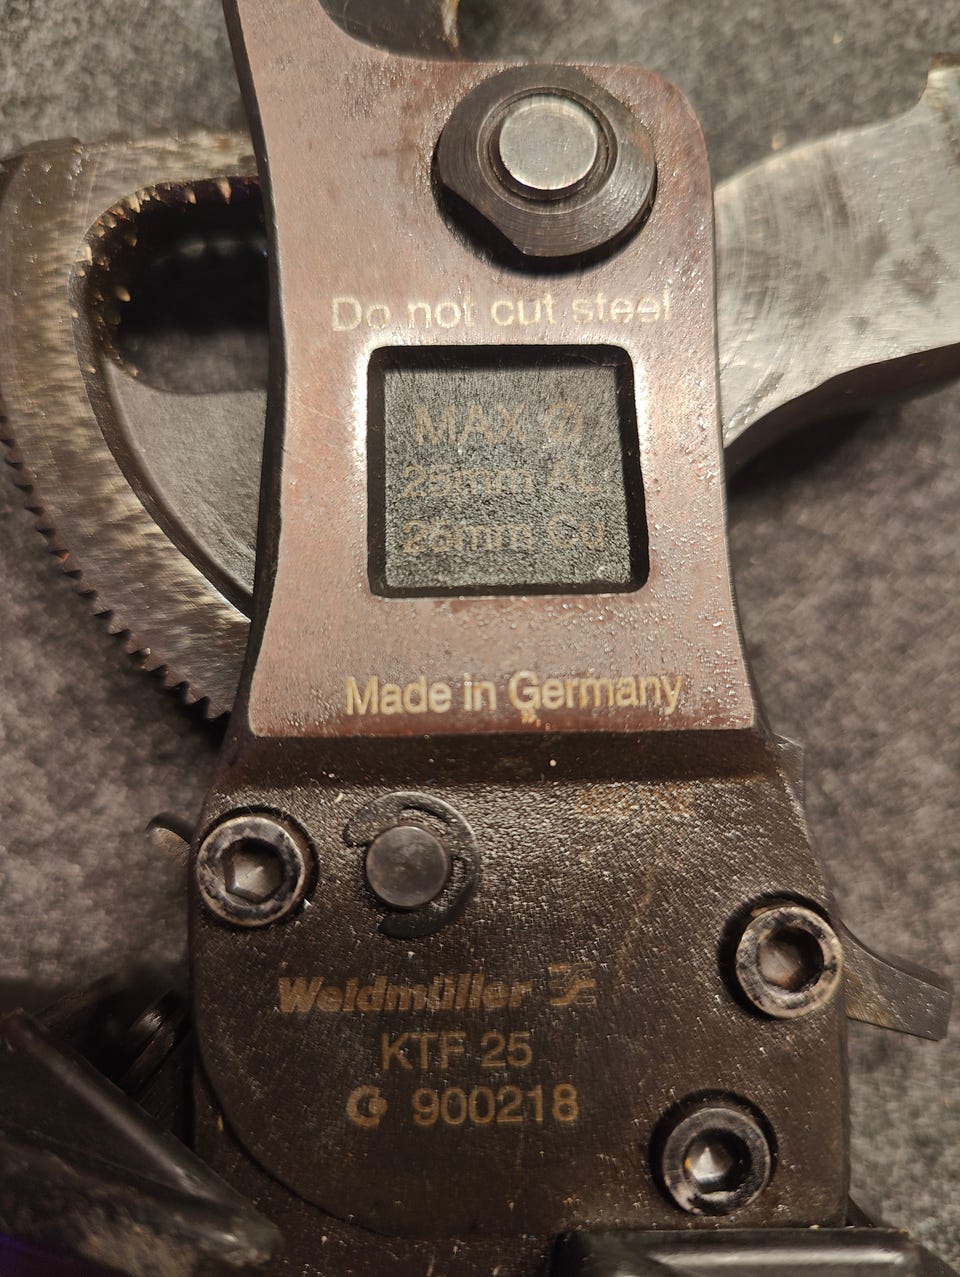 Do not cut steel
MAX Ø
25mm AL
25mm Cu
Made in Germany
Weidmüller
KTF 25
900218